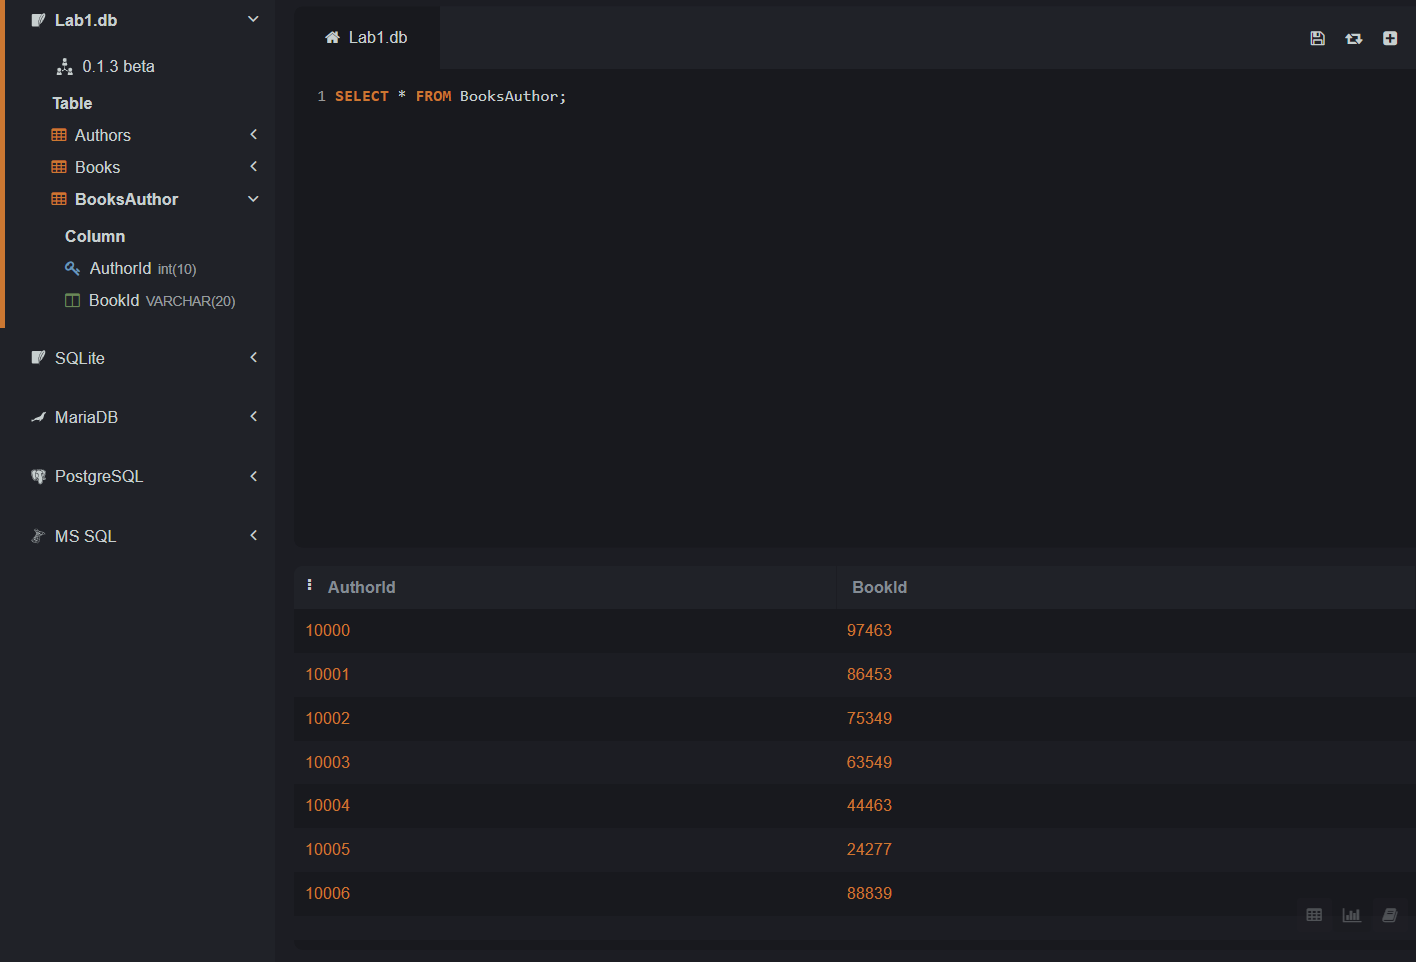 Lab1.db
0.1.3 beta
Table
Authors
Books
BooksAuthor
Column
AuthorId int(10)
BookId VARCHAR(20)
SQLite
MariaDB
PostgreSQL
MS SQL
Lab1.db
1 SELECT * FROM BooksAuthor;
AuthorId BookId
10000 97463
10001 86453
10002 75349
10003 63549
10004 44463
10005 24277
10006 88839